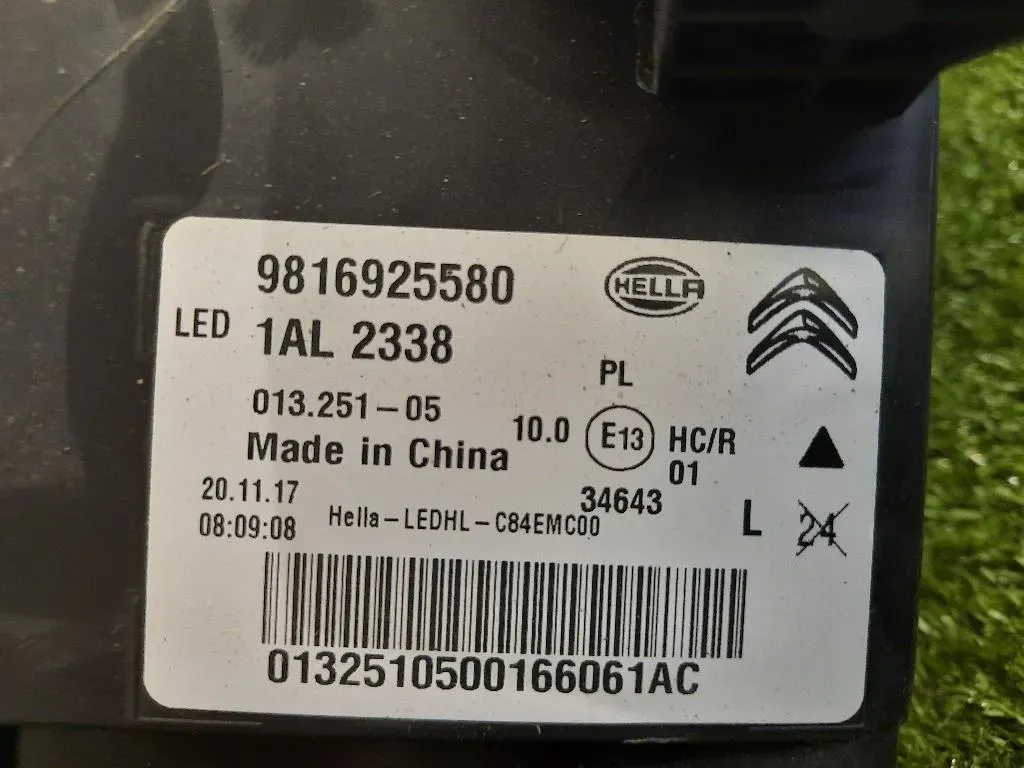 9816925580
HELLA
LED 1AL 2338
PL
013.251-05
10.0 E13 HC/R
01
Made in China
34643
20.11.17
08:09:08
Hella-LEDHL-C84EMC00
L 24
0132510500166061AC